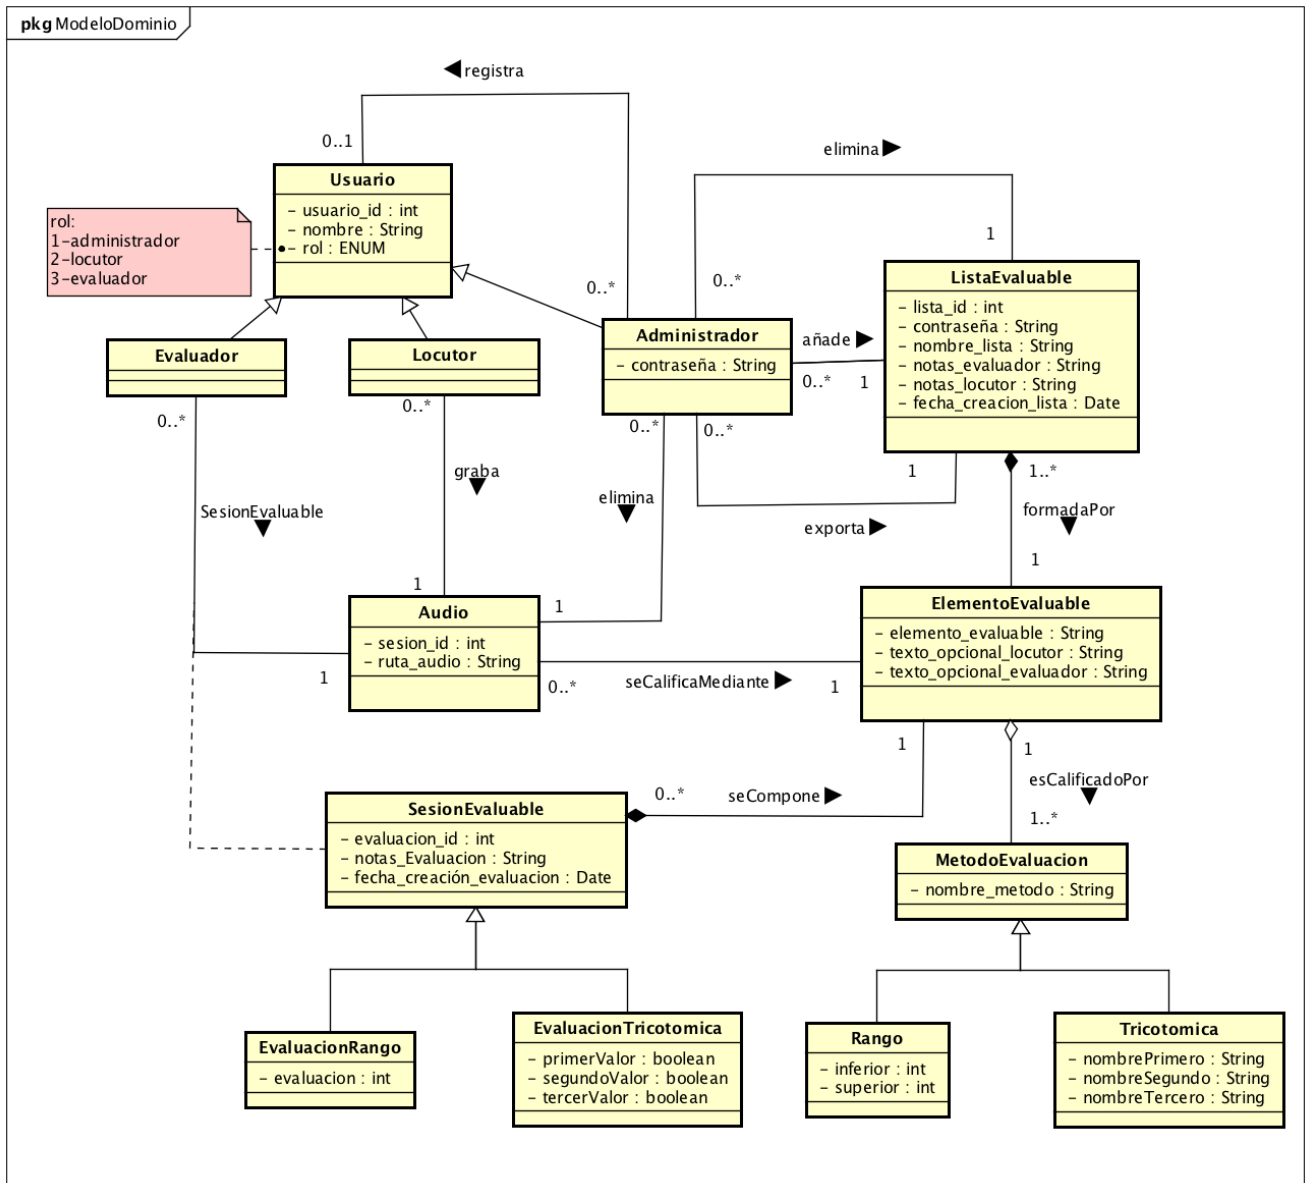 pkg ModeloDominio
registra
0..1
elimina
Usuario
- usuario_id : int
- nombre : String
- rol : ENUM
rol:
1-administrador
2-locutor
3-evaluador
1
0..*
0..*
ListaEvaluable
- lista_id : int
- contraseña : String
- nombre_lista : String
- notas_evaluador : String
- notas_locutor : String
- fecha_creacion_lista : Date
Administrador
- contraseña : String
añade
0..*
1
Evaluador
Locutor
0..*
0..*
0..*
0..*
1
1..*
graba
elimina
SesionEvaluable
exporta
formadaPor
1
1
1
Audio
- sesion_id : int
- ruta_audio : String
ElementoEvaluable
- elemento_evaluable : String
- texto_opcional_locutor : String
- texto_opcional_evaluador : String
1
0..*
seCalificaMediante
1
1
1
esCalificadoPor
1..*
SesionEvaluable
- evaluacion_id : int
- notas_Evaluacion : String
- fecha_creación_evaluacion : Date
0..*
seCompone
MetodoEvaluacion
- nombre_metodo : String
EvaluacionRango
- evaluacion : int
EvaluacionTricotomica
- primerValor : boolean
- segundoValor : boolean
- tercerValor : boolean
Rango
- inferior : int
- superior : int
Tricotomica
- nombrePrimero : String
- nombreSegundo : String
- nombreTercero : String